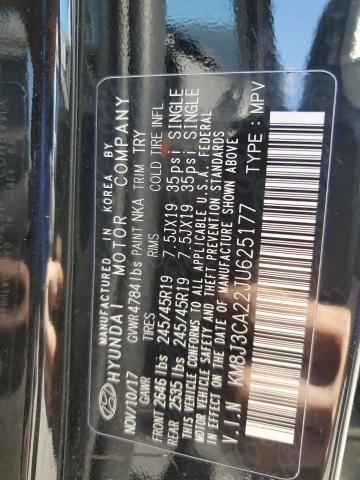 MANUFACTURED IN KOREA BY
HYUNDAI MOTOR COMPANY
NOV/10/17 GVWR 4784 lbs PAINT NKA TRIM TRY
GAWR TIRES RIMS COLD TIRE INFL
FRONT 2646 lbs 245/45R19 7.5JX19 35psi SINGLE
REAR 2535 lbs 245/45R19 7.5JX19 35psi SINGLE
THIS VEHICLE CONFORMS TO ALL APPLICABLE U.S.A. FEDERAL
MOTOR VEHICLE SAFETY AND THEFT PREVENTION STANDARDS
IN EFFECT ON THE DATE OF MANUFACTURE SHOWN ABOVE
V.I.N KM8J3CA22JU625177 TYPE : MPV